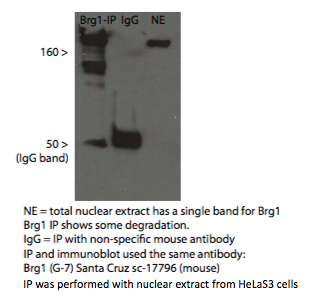 Brg1-IP IgG NE
160 >
50 >
(IgG band)
NE = total nuclear extract has a single band for Brg1
Brg1 IP shows some degradation.
IgG = IP with non-specific mouse antibody
IP and immunoblot used the same antibody:
Brg1 (G-7) Santa Cruz sc-17796 (mouse)
IP was performed with nuclear extract from HeLaS3 cells